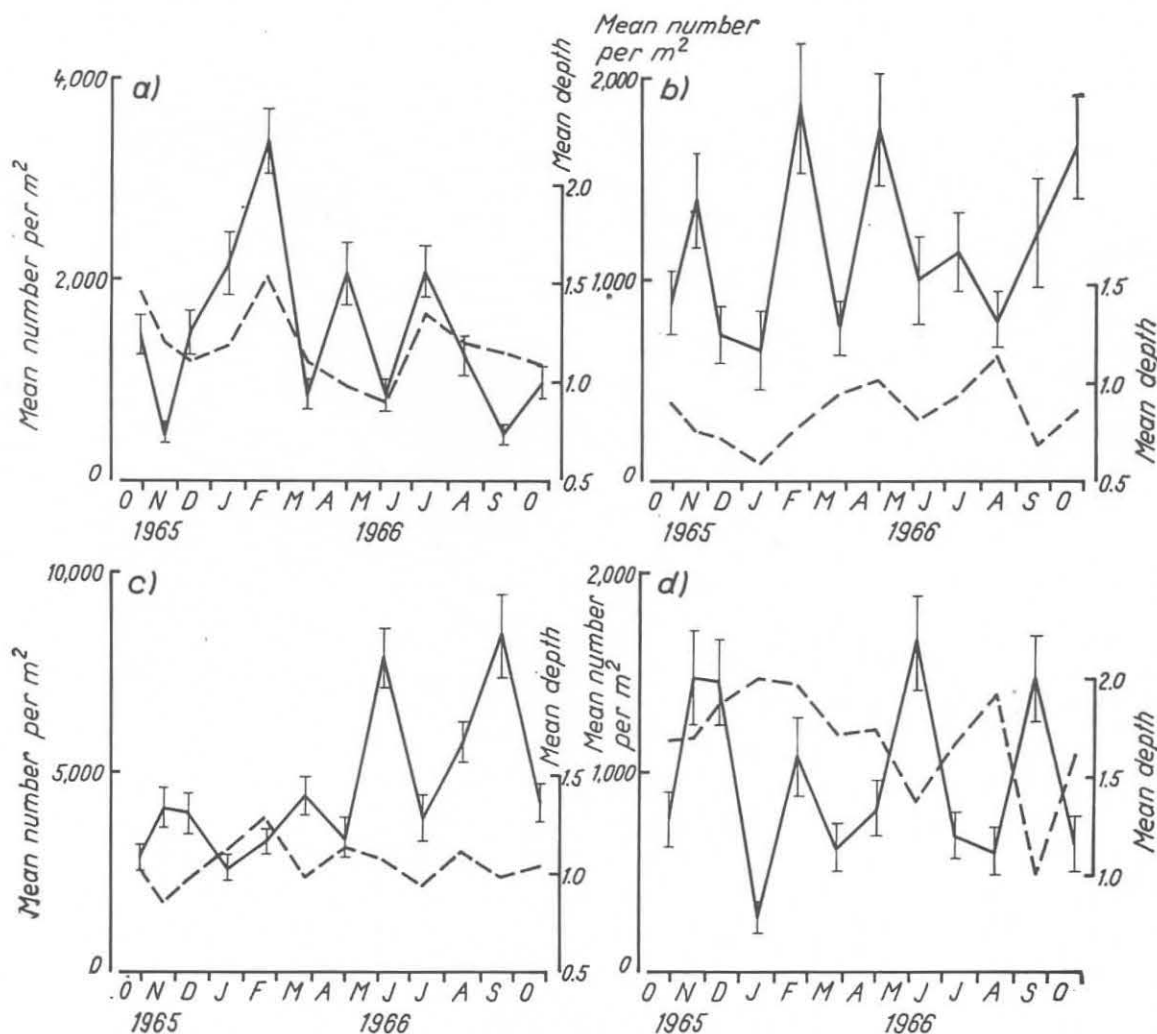 a)
Mean number per m²
4,000
2,000
0
Mean depth
2.0
1.5
1.0
0.5
O N D J F M A M J J A S O
1965 1966
b)
Mean number
per m²
2,000
1,000
0
Mean depth
1.5
1.0
0.5
O N D J F M A M J J A S O
1965 1966
c)
Mean number per m²
10,000
5,000
0
Mean depth
1.5
1.0
0.5
O N D J F M A M J J A S O
1965 1966
d)
Mean number
per m²
2,000
1,000
0
Mean depth
2.0
1.5
1.0
O N D J F M A M J J A S O
1965 1966